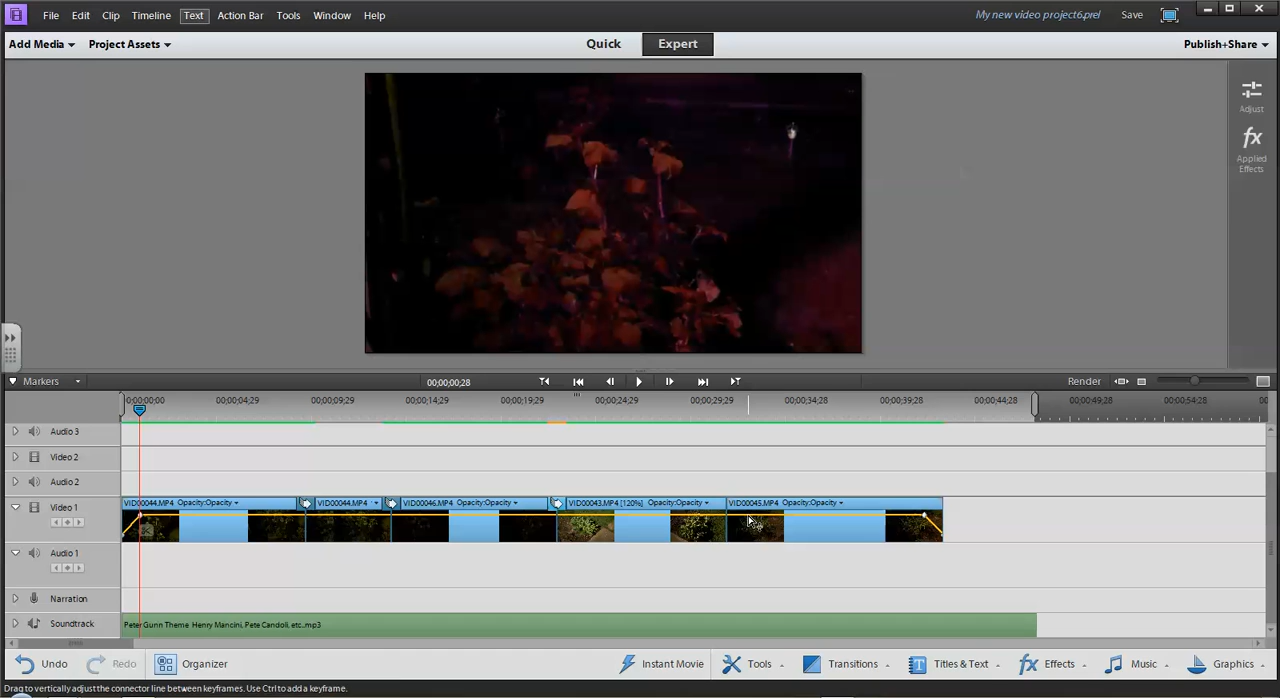 File Edit Clip Timeline Text Action Bar Tools Window Help My new video project6.prel Save
Add Media Project Assets Quick Expert Publish+Share
Adjust
fx
Applied
Effects
Markers 00;00;00;28 Render
00;00;00;00 00;00;04;29 00;00;09;29 00;00;14;29 00;00;19;29 00;00;24;29 00;00;29;29 00;00;34;28 00;00;39;28 00;00;44;28 00;00;49;28 00;00;54;28 00
Audio 3
Video 2
Audio 2
Video 1 VID00044.MP4 Opacity:Opacity VID00044.MP4 VID00046.MP4 Opacity:Opacity VID00043.MP4 [120%] Opacity:Opacity VID00045.MP4 Opacity:Opacity
Audio 1
Narration
Soundtrack Peter Gunn Theme Henry Mancini, Pete Candoli, etc..mp3
Undo Redo Organizer Instant Movie Tools Transitions T Titles & Text fx Effects Music Graphics
Drag to vertically adjust the connector line between keyframes. Use Ctrl to add a keyframe.